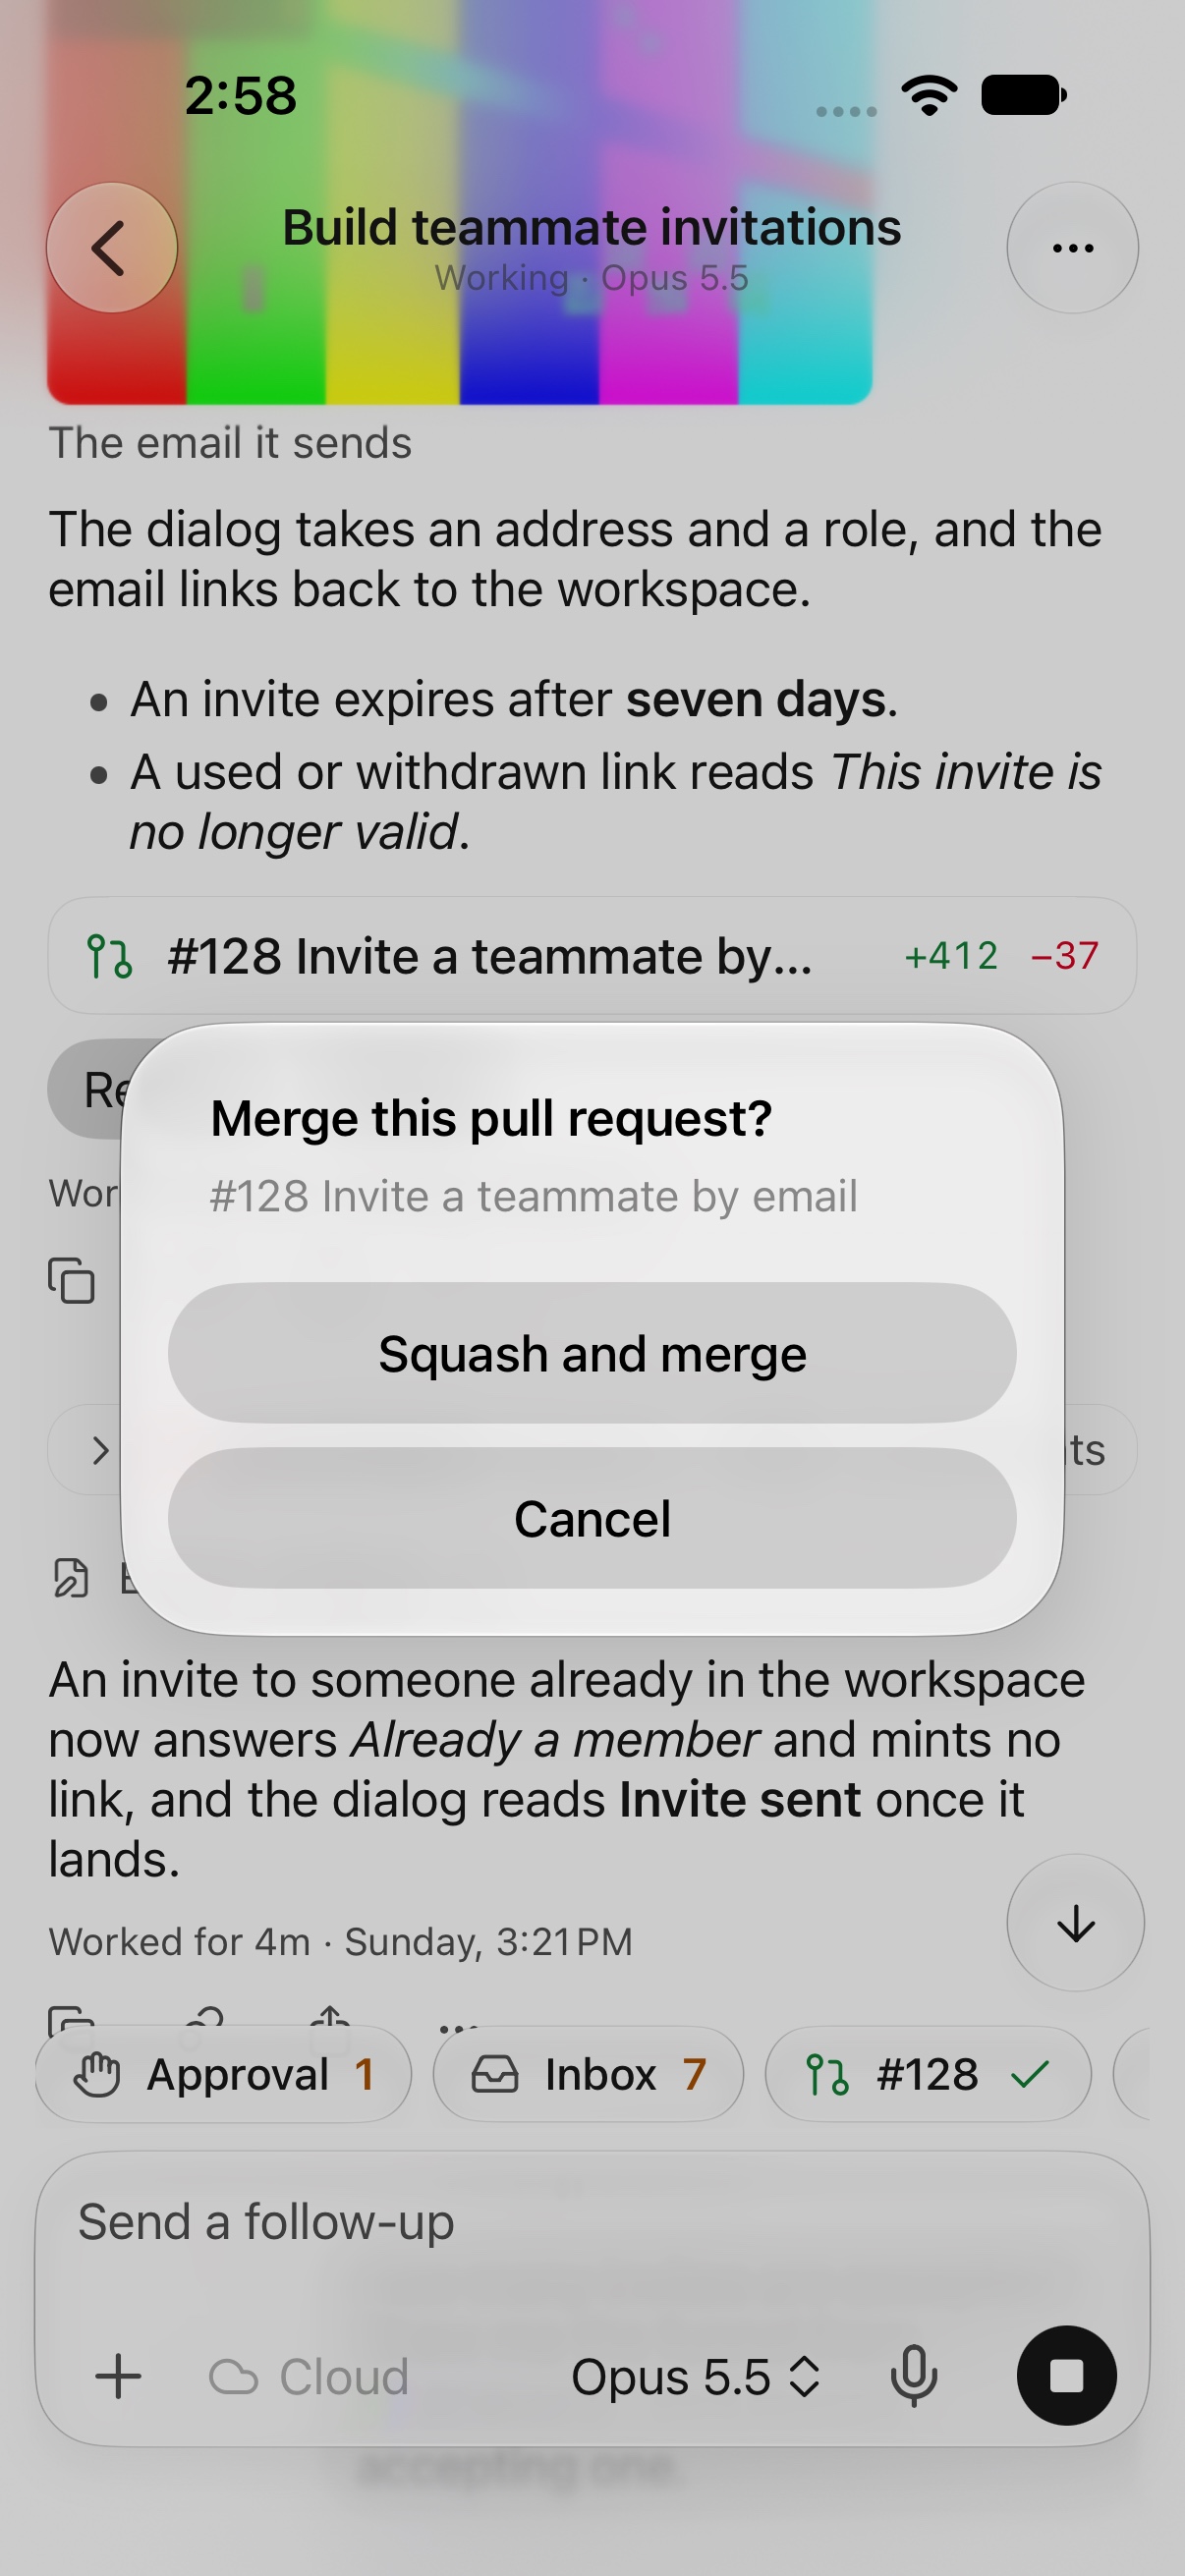 2:58
Build teammate invitations
Working · Opus 5.5
The email it sends
The dialog takes an address and a role, and the
email links back to the workspace.
An invite expires after seven days.
A used or withdrawn link reads This invite is
no longer valid.
#128 Invite a teammate by... +412 −37
Merge this pull request?
#128 Invite a teammate by email
Squash and merge
Cancel
An invite to someone already in the workspace
now answers Already a member and mints no
link, and the dialog reads Invite sent once it
lands.
Worked for 4m · Sunday, 3:21 PM
Approval 1 Inbox 7 #128
Send a follow-up
Cloud Opus 5.5
accepting one.